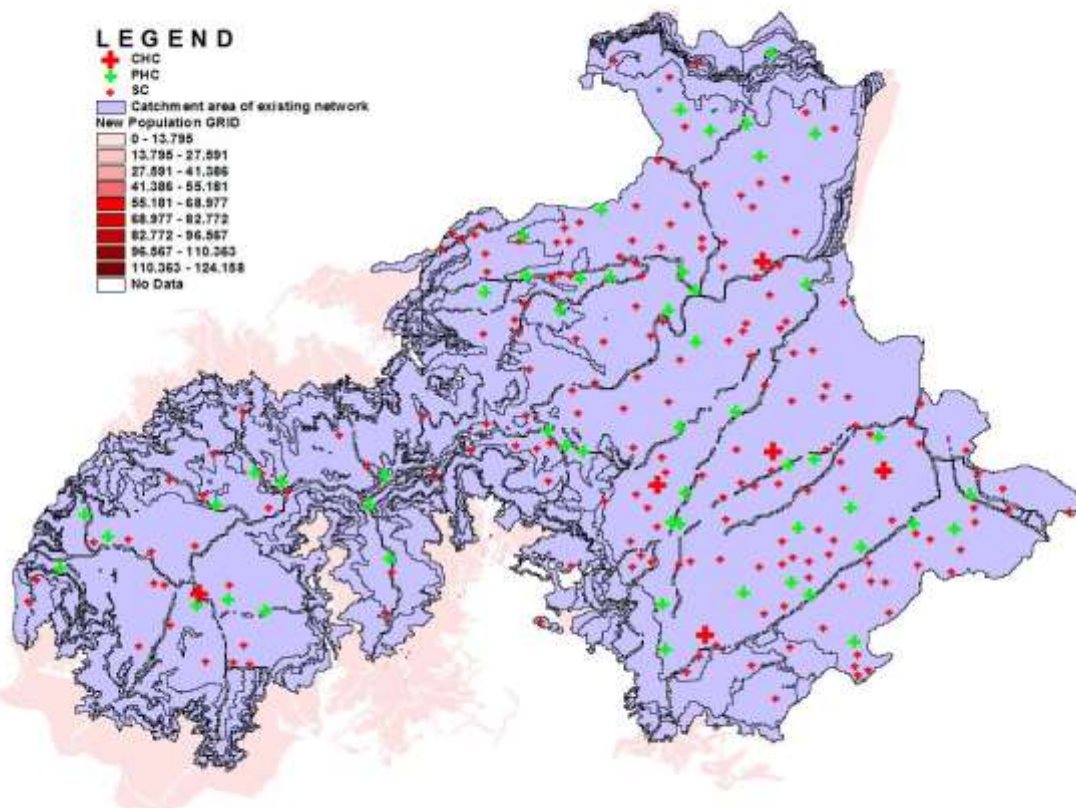 LEGEND
CHC
PHC
SC
Catchment area of existing network
New Population GRID
0 - 13.795
13.795 - 27.591
27.591 - 41.386
41.386 - 55.181
55.181 - 68.977
68.977 - 82.772
82.772 - 96.567
96.567 - 110.363
110.363 - 124.158
No Data